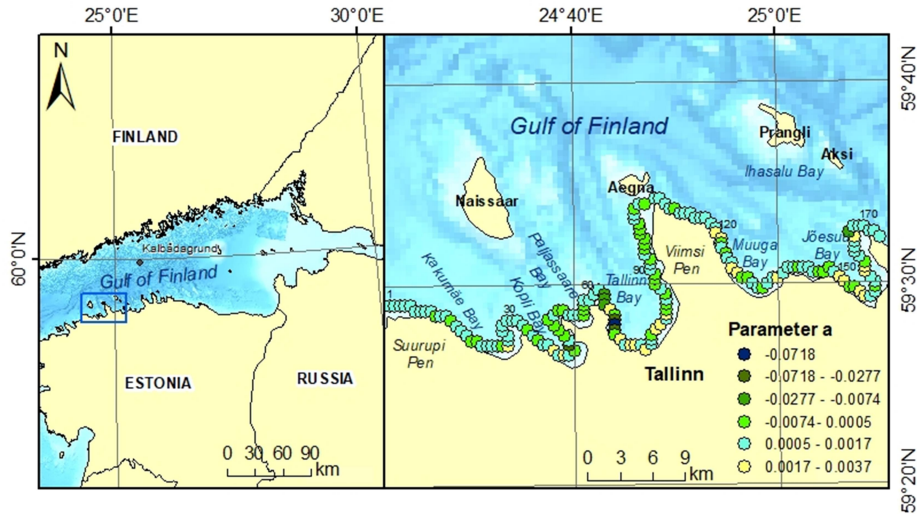 25°0'E
30°0'E
24°40'E
25°0'E
N
FINLAND
Kalbådagrund
Gulf of Finland
60°0'N
ESTONIA
RUSSIA
0 30 60 90
km
Gulf of Finland
59°40'N
Prangli
Aksi
Ihasalu Bay
Naissaar
Aegna
170
120
Viimsi
Pen
Muuga
Bay
Jõesuu
Bay
150
Kakumäe Bay
Kopli Bay
Paljassaare
Bay
60
90
Tallinn
Bay
1
30
59°30'N
Suurupi
Pen
Tallinn
0 3 6 9
km
Parameter a
-0.0718
-0.0718 - -0.0277
-0.0277 - -0.0074
-0.0074- 0.0005
0.0005 - 0.0017
0.0017 - 0.0037
59°20'N